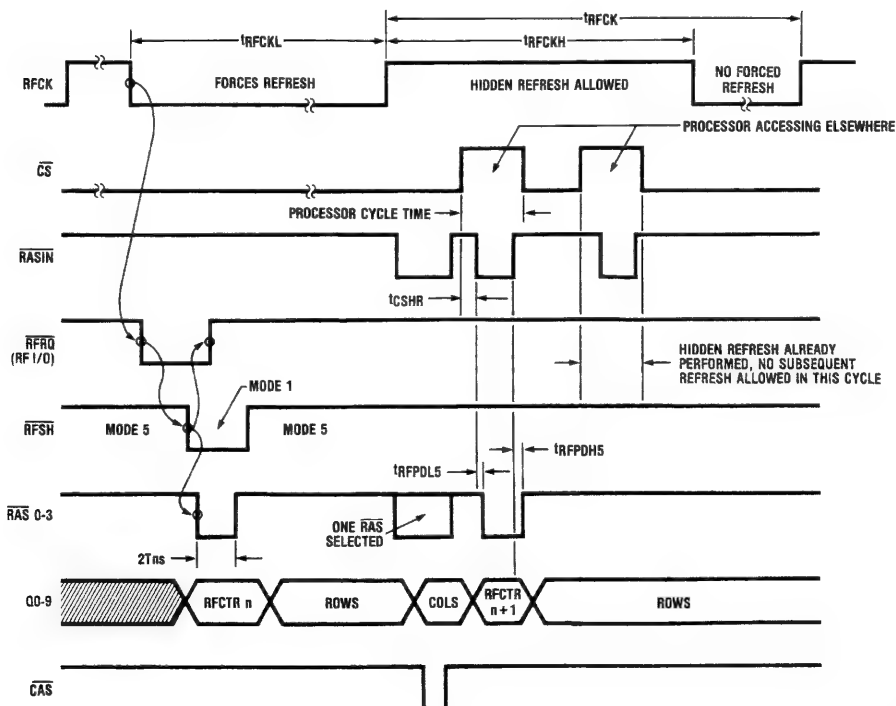 tRFCK
tRFCKL
tRFCKH
RFCK
FORCES REFRESH
HIDDEN REFRESH ALLOWED
NO FORCED
REFRESH
PROCESSOR ACCESSING ELSEWHERE
CS
PROCESSOR CYCLE TIME
RASIN
tCSHR
RFRQ
(RF I/O)
HIDDEN REFRESH ALREADY
PERFORMED, NO SUBSEQUENT
REFRESH ALLOWED IN THIS CYCLE
MODE 1
RFSH
MODE 5
MODE 5
tRFPDH5
tRFPDL5
RAS 0-3
ONE RAS
SELECTED
2Tns
Q0-9
RFCTR n
ROWS
COLS
RFCTR
n+1
ROWS
CAS